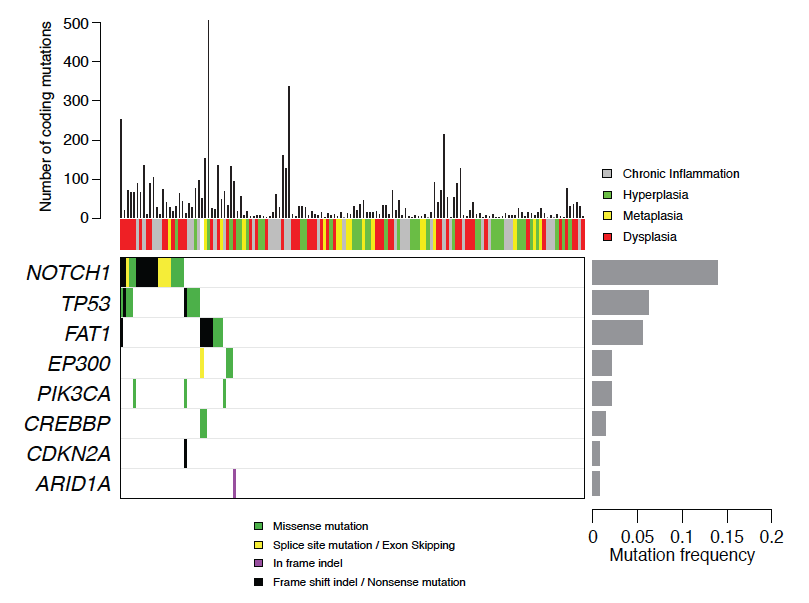 Number of coding mutations
500
400
300
200
100
0
Chronic Inflammation
Hyperplasia
Metaplasia
Dysplasia
NOTCH1
TP53
FAT1
EP300
PIK3CA
CREBBP
CDKN2A
ARID1A
Missense mutation
Splice site mutation / Exon Skipping
In frame indel
Frame shift indel / Nonsense mutation
0 0.05 0.1 0.15 0.2
Mutation frequency